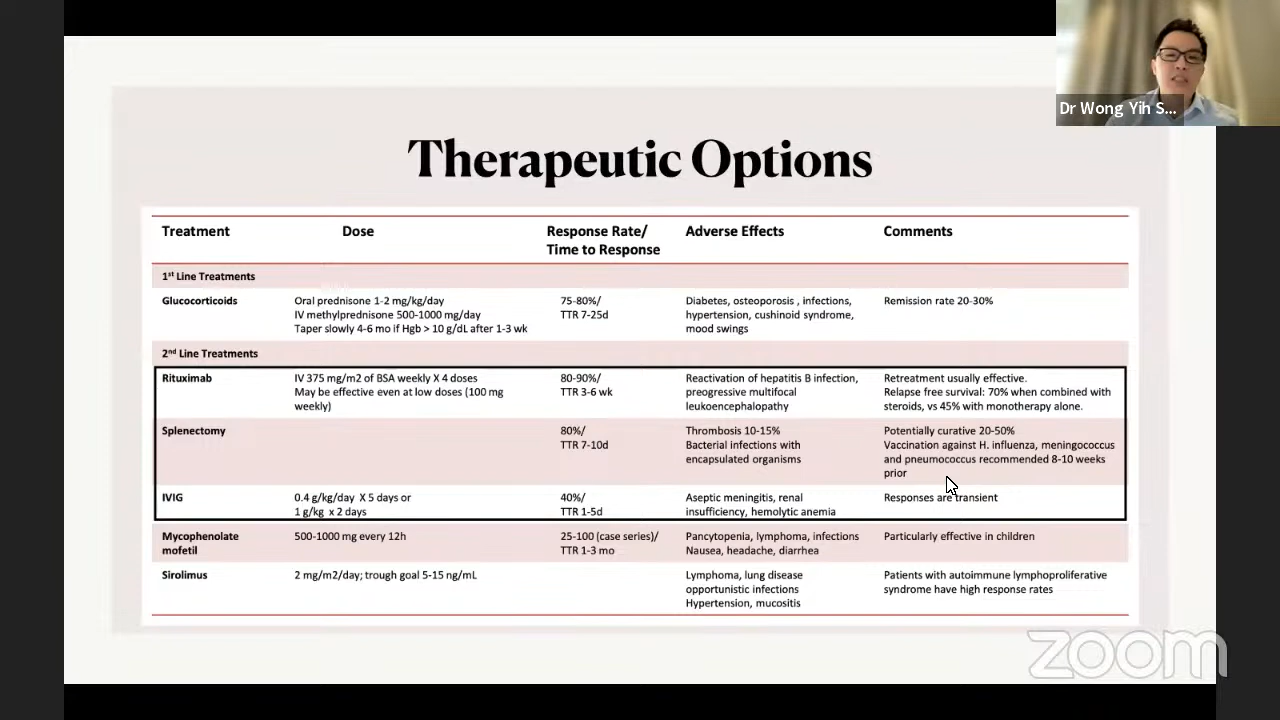 Dr Wong Yih S...
Therapeutic Options
Treatment Dose Response Rate/ Adverse Effects Comments
Time to Response
1st Line Treatments
Glucocorticoids Oral prednisone 1-2 mg/kg/day 75-80%/ Diabetes, osteoporosis , infections, Remission rate 20-30%
IV methylprednisone 500-1000 mg/day TTR 7-25d hypertension, cushinoid syndrome,
Taper slowly 4-6 mo if Hgb > 10 g/dL after 1-3 wk mood swings
2nd Line Treatments
Rituximab IV 375 mg/m2 of BSA weekly X 4 doses 80-90%/ Reactivation of hepatitis B infection, Retreatment usually effective.
May be effective even at low doses (100 mg TTR 3-6 wk preogressive multifocal Relapse free survival: 70% when combined with
weekly) leukoencephalopathy steroids, vs 45% with monotherapy alone.
Splenectomy 80%/ Thrombosis 10-15% Potentially curative 20-50%
TTR 7-10d Bacterial infections with Vaccination against H. influenza, meningococcus
encapsulated organisms and pneumococcus recommended 8-10 weeks
prior
IVIG 0.4 g/kg/day X 5 days or 40%/ Aseptic meningitis, renal Responses are transient
1 g/kg x 2 days TTR 1-5d insufficiency, hemolytic anemia
Mycophenolate 500-1000 mg every 12h 25-100 (case series)/ Pancytopenia, lymphoma, infections Particularly effective in children
mofetil TTR 1-3 mo Nausea, headache, diarrhea
Sirolimus 2 mg/m2/day; trough goal 5-15 ng/mL Lymphoma, lung disease Patients with autoimmune lymphoproliferative
opportunistic infections syndrome have high response rates
Hypertension, mucositis
zoom